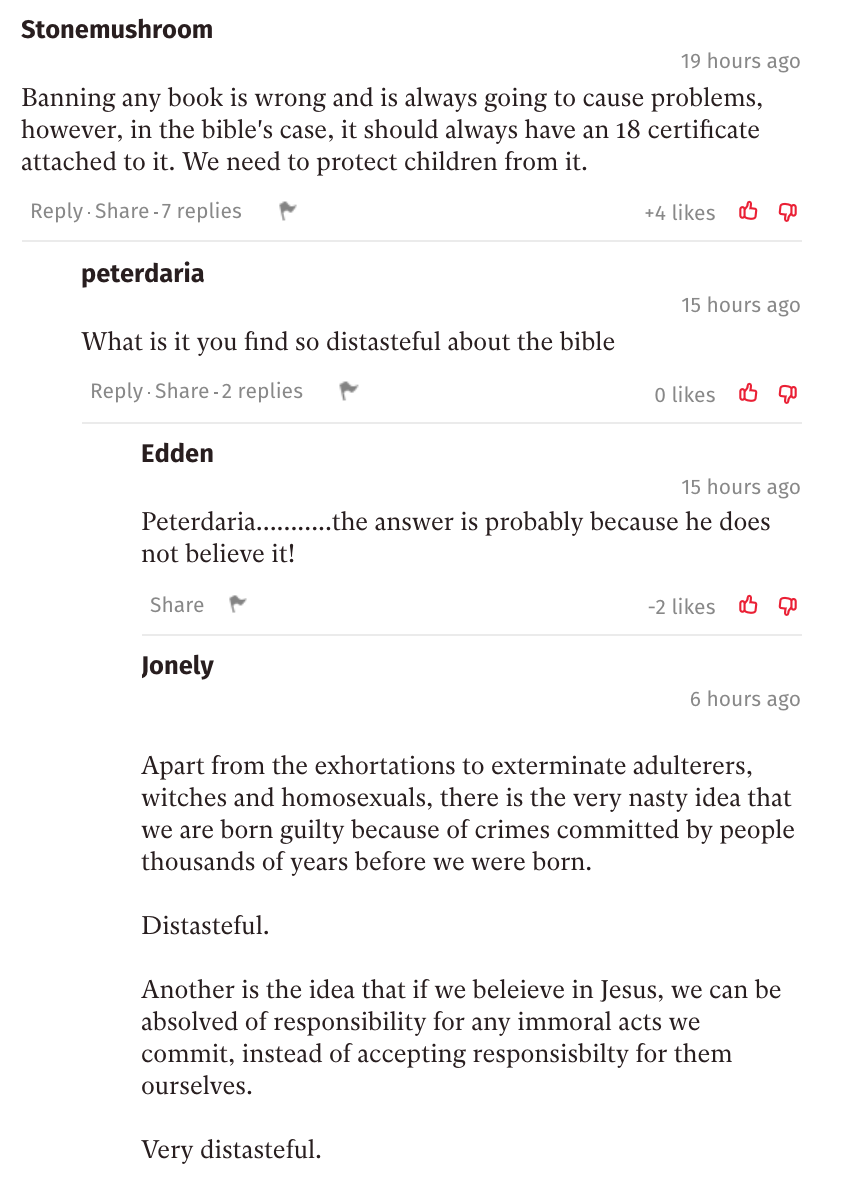 Stonemushroom
19 hours ago
Banning any book is wrong and is always going to cause problems,
however, in the bible's case, it should always have an 18 certificate
attached to it. We need to protect children from it.
Reply · Share - 7 replies
+4 likes
peterdaria
15 hours ago
What is it you find so distasteful about the bible
Reply · Share - 2 replies
0 likes
Edden
15 hours ago
Peterdaria...........the answer is probably because he does
not believe it!
Share
-2 likes
Jonely
6 hours ago
Apart from the exhortations to exterminate adulterers,
witches and homosexuals, there is the very nasty idea that
we are born guilty because of crimes committed by people
thousands of years before we were born.
Distasteful.
Another is the idea that if we beleieve in Jesus, we can be
absolved of responsibility for any immoral acts we
commit, instead of accepting responsisbilty for them
ourselves.
Very distasteful.